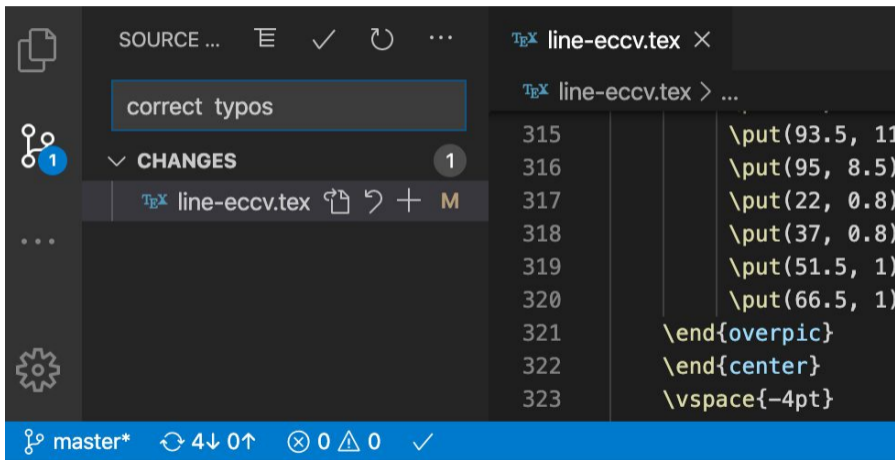 SOURCE ...
correct typos
CHANGES 1
TEX line-eccv.tex M
1
TEX line-eccv.tex
TEX line-eccv.tex > ...
315 \put(93.5, 11
316 \put(95, 8.5)
317 \put(22, 0.8)
318 \put(37, 0.8)
319 \put(51.5, 1)
320 \put(66.5, 1)
321 \end{overpic}
322 \end{center}
323 \vspace{-4pt}
master* 4↓ 0↑ 0 0